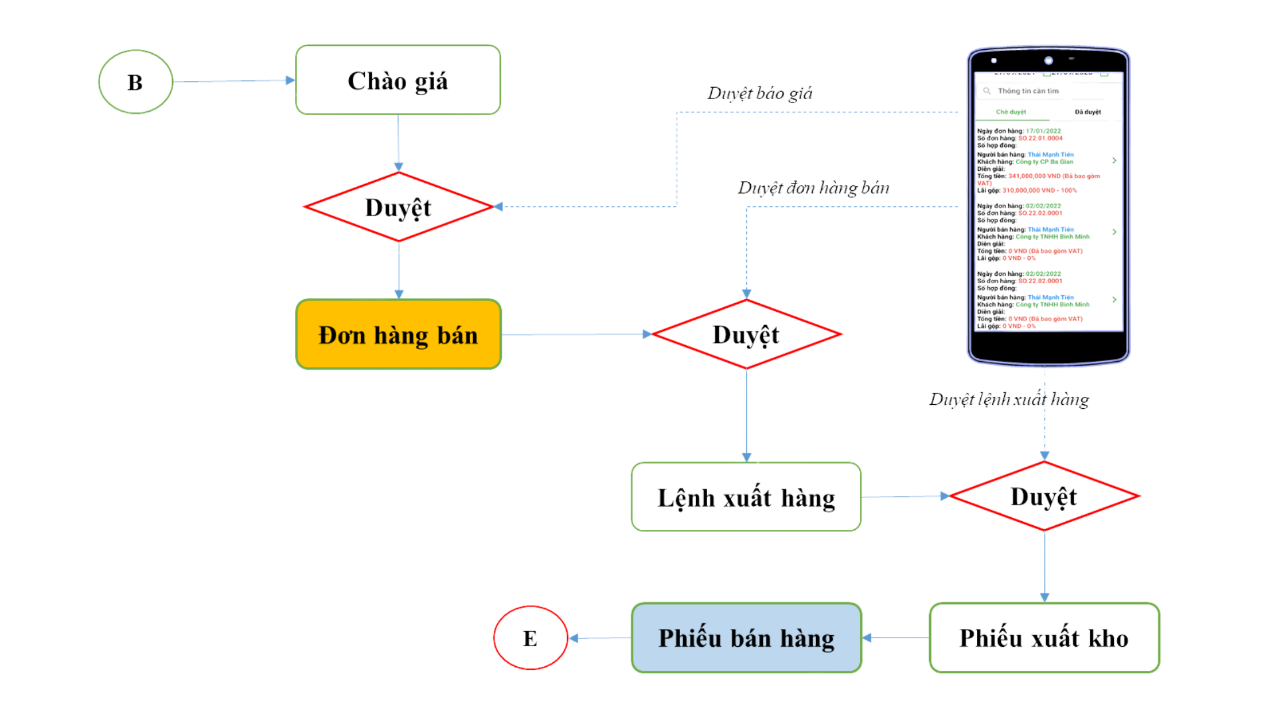 B
Chào giá
Duyệt báo giá
Duyệt
Duyệt đơn hàng bán
Đơn hàng bán
Duyệt
Duyệt lệnh xuất hàng
Lệnh xuất hàng
Duyệt
E
Phiếu bán hàng
Phiếu xuất kho
Thông tin cần tìm
Chờ duyệt Đã duyệt
Ngày đơn hàng: 17/01/2022
Số đơn hàng: SO.22.01.0004
Số hợp đồng:
Người bán hàng: Thái Mạnh Tiến
Khách hàng: Công ty CP Ba Gian
Diễn giải:
Tổng tiền: 341,000,000 VND (Đã bao gồm
VAT)
Lãi gộp: 310,000,000 VND - 100%
Ngày đơn hàng: 02/02/2022
Số đơn hàng: SO.22.02.0001
Số hợp đồng:
Người bán hàng: Thái Mạnh Tiến
Khách hàng: Công ty TNHH Bình Minh
Diễn giải:
Tổng tiền: 0 VND (Đã bao gồm VAT)
Lãi gộp: 0 VND - 0%
Ngày đơn hàng: 02/02/2022
Số đơn hàng: SO.22.02.0001
Số hợp đồng:
Người bán hàng: Thái Mạnh Tiến
Khách hàng: Công ty TNHH Bình Minh
Diễn giải:
Tổng tiền: 0 VND (Đã bao gồm VAT)
Lãi gộp: 0 VND - 0%